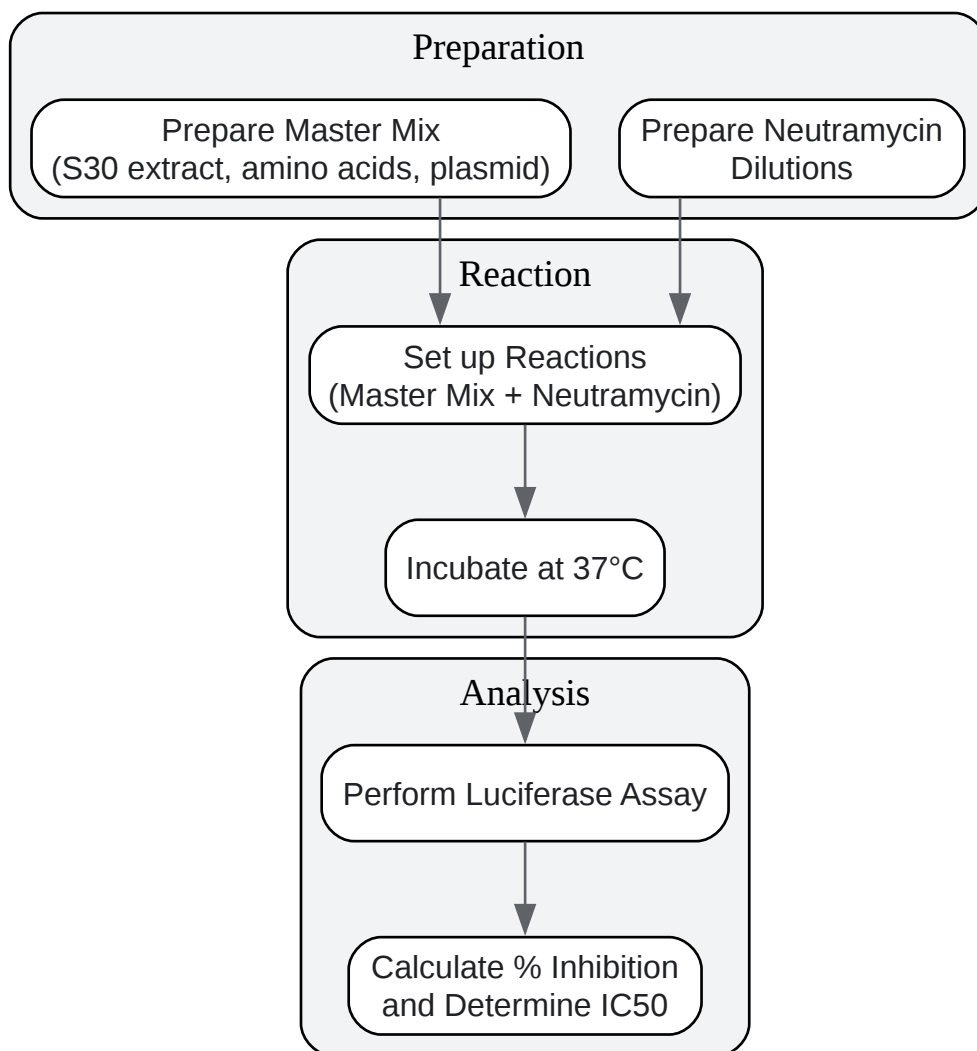 Preparation
Prepare Master Mix
(S30 extract, amino acids, plasmid)
Prepare Neutramycin
Dilutions
Reaction
Set up Reactions
(Master Mix + Neutramycin)
Incubate at 37°C
Analysis
Perform Luciferase Assay
Calculate % Inhibition
and Determine IC50